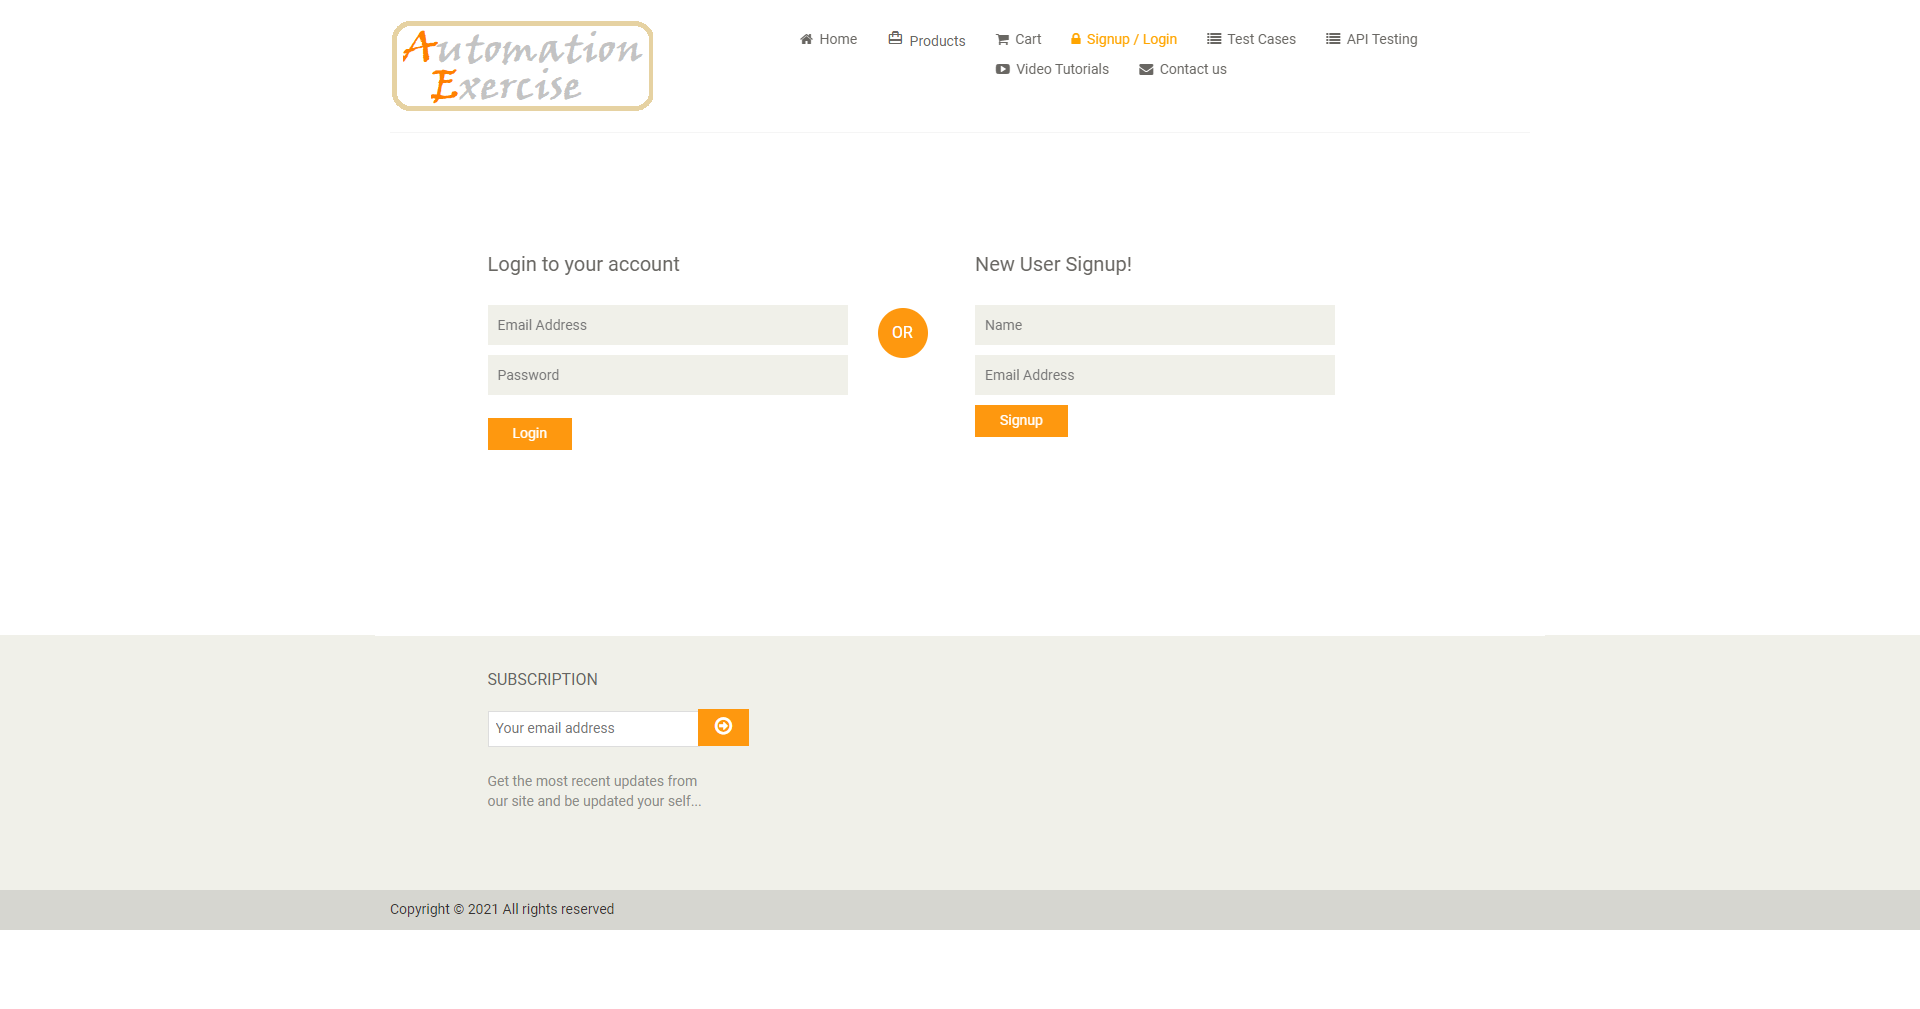 Automation
Exercise
Home
Products
Cart
Signup / Login
Test Cases
API Testing
Video Tutorials
Contact us
Login to your account
Email Address
Password
Login
OR
New User Signup!
Name
Email Address
Signup
SUBSCRIPTION
Your email address
Get the most recent updates from
our site and be updated your self...
Copyright © 2021 All rights reserved